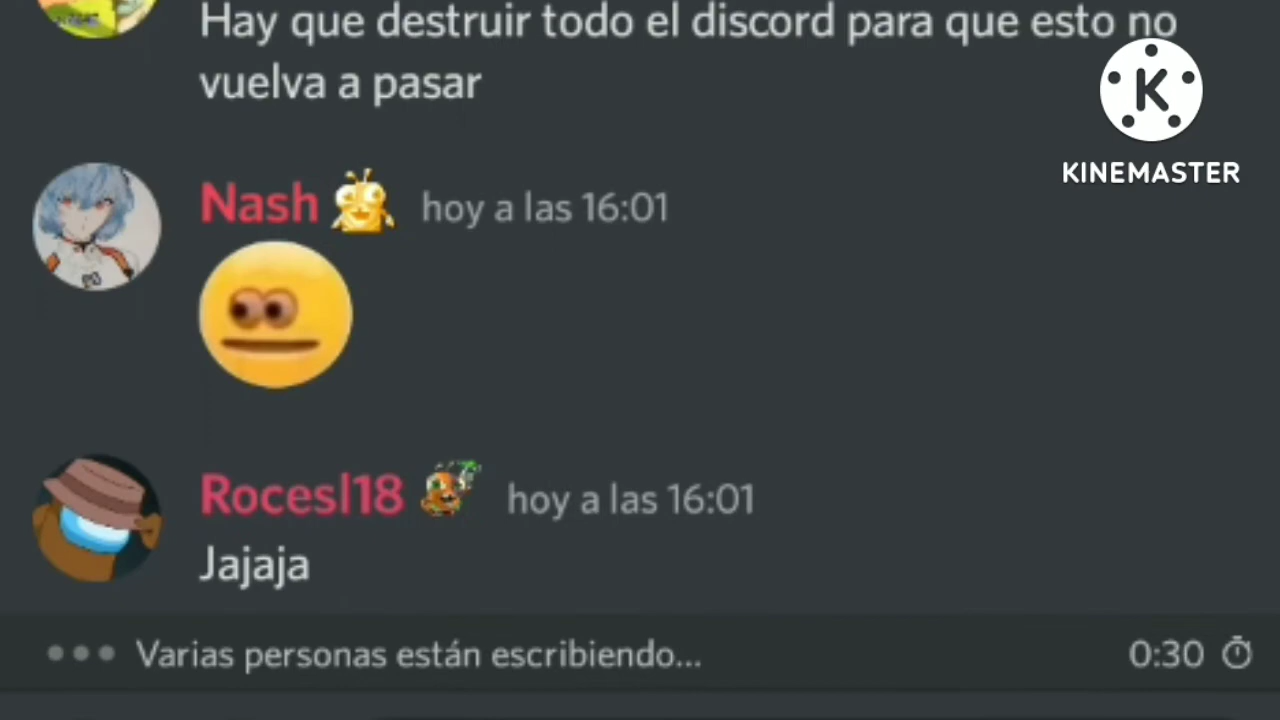 Hay que destruir todo el discord para que esto no
vuelva a pasar
K
KINEMASTER
Nash hoy a las 16:01
Rocesl18 hoy a las 16:01
Jajaja
Varias personas están escribiendo... 0:30